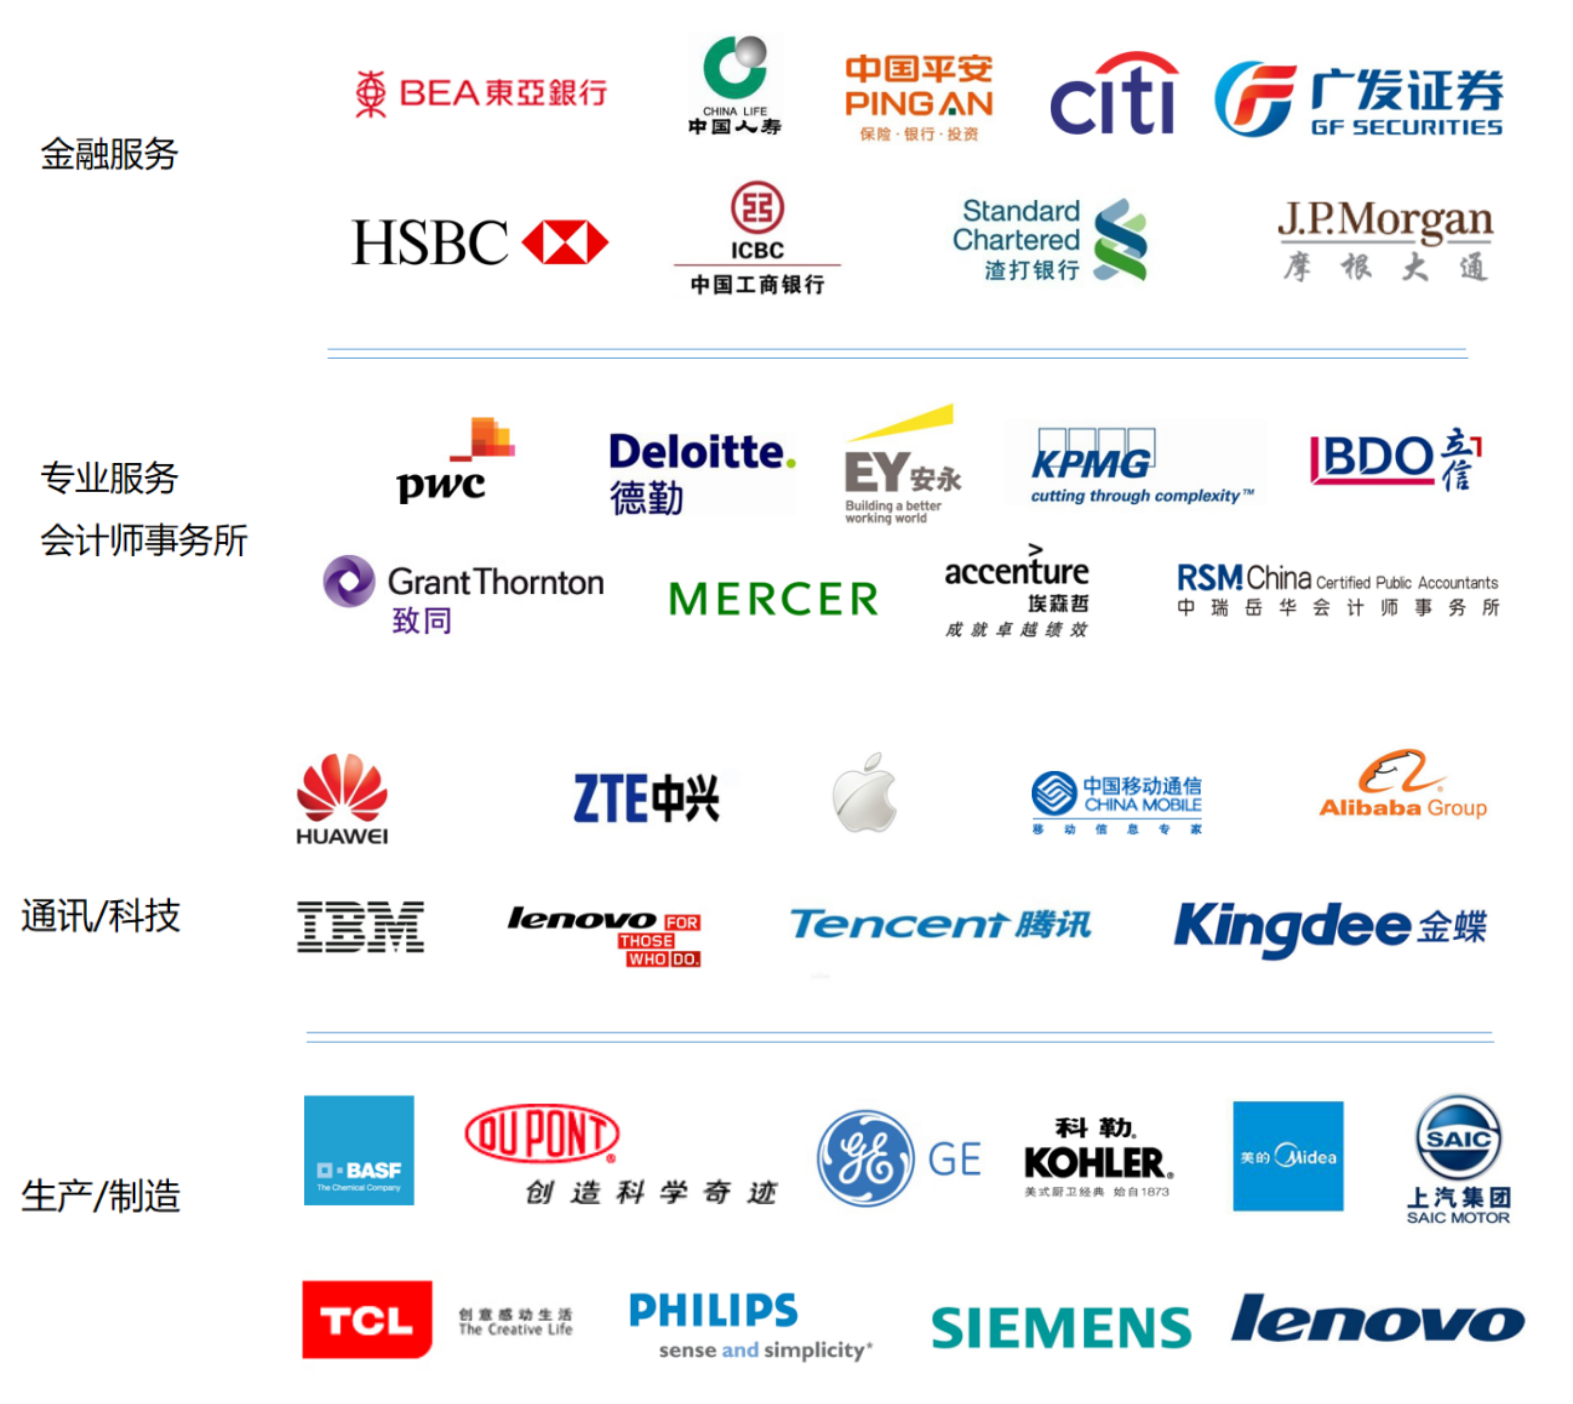 金融服务
BEA東亞銀行
CHINA LIFE
中国人寿
中国平安
PING AN
保险·银行·投资
citi
广发证券
GF SECURITIES
HSBC
ICBC
中国工商银行
Standard
Chartered
渣打银行
J.P.Morgan
摩根大通
专业服务
会计师事务所
pwc
Deloitte.
德勤
EY安永
Building a better
working world
KPMG
cutting through complexity™
BDO立信
Grant Thornton
致同
MERCER
>
accenture
埃森哲
成就卓越绩效
RSM China Certified Public Accountants
中瑞岳华会计师事务所
通讯/科技
HUAWEI
ZTE中兴
中国移动通信
CHINA MOBILE
移动信息专家
Alibaba Group
IBM
lenovo FOR
THOSE
WHO DO.
Tencent 腾讯
Kingdee 金蝶
生产/制造
BASF
The Chemical Company
DUPONT®
创造科学奇迹
GE GE
科勒.
KOHLER®
美式厨卫经典 始自1873
美的 Midea
SAIC
上汽集团
SAIC MOTOR
TCL
创意感动生活
The Creative Life
PHILIPS
sense and simplicity*
SIEMENS
lenovo